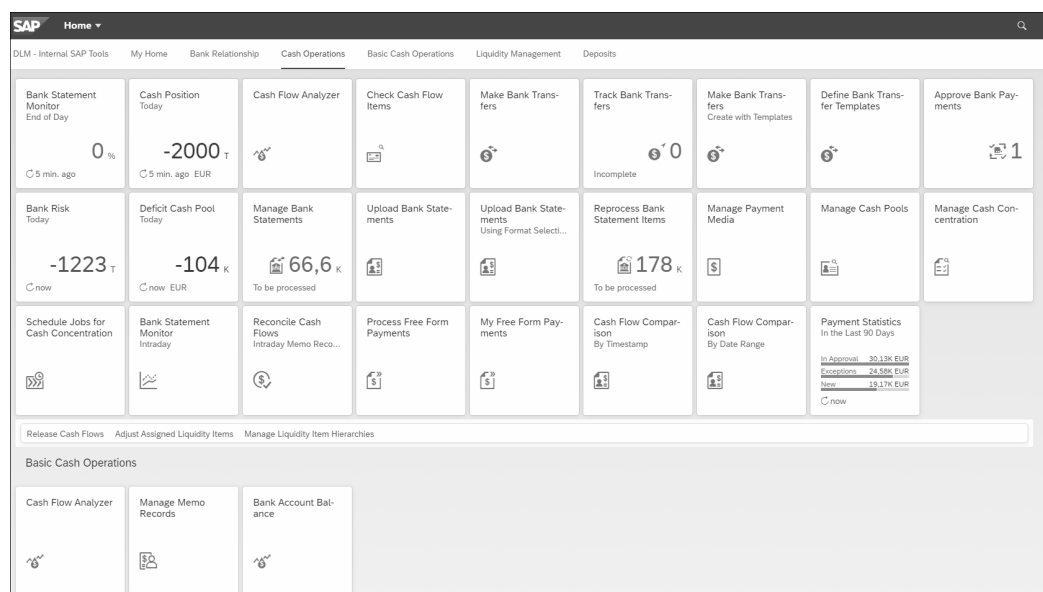 SAP Home
DLM - Internal SAP Tools My Home Bank Relationship Cash Operations Basic Cash Operations Liquidity Management Deposits
Bank Statement
Monitor
End of Day
0 %
5 min. ago
Cash Position
Today
-2000 T
5 min. ago EUR
Cash Flow Analyzer
Check Cash Flow
Items
Make Bank Trans-
fers
Track Bank Trans-
fers
0
Incomplete
Make Bank Trans-
fers
Create with Templates
Define Bank Trans-
fer Templates
Approve Bank Pay-
ments
1
Bank Risk
Today
-1223 T
now
Deficit Cash Pool
Today
-104 K
now EUR
Manage Bank
Statements
66,6 K
To be processed
Upload Bank State-
ments
Upload Bank State-
ments
Using Format Selecti...
Reprocess Bank
Statement Items
178 K
To be processed
Manage Payment
Media
Manage Cash Pools
Manage Cash Con-
centration
Schedule Jobs for
Cash Concentration
Bank Statement
Monitor
Intraday
Reconcile Cash
Flows
Intraday Memo Reco...
Process Free Form
Payments
My Free Form Pay-
ments
Cash Flow Compar-
ison
By Timestamp
Cash Flow Compar-
ison
By Date Range
Payment Statistics
In the Last 90 Days
In Approval 30,13K EUR
Exceptions 24,58K EUR
New 19,17K EUR
now
Release Cash Flows Adjust Assigned Liquidity Items Manage Liquidity Item Hierarchies
Basic Cash Operations
Cash Flow Analyzer
Manage Memo
Records
Bank Account Bal-
ance